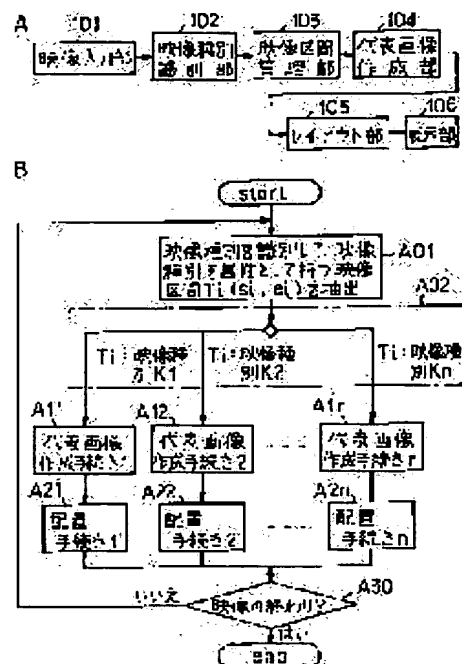 A
101
102
103
104
映像入力部
映像種別
識別部
映像区間
管理部
代表画像
作成部
105
106
レイアウト部
表示部
B
start
映像種別を識別して、映像
種別を属性として持つ映像
区間Ti(si, ei)を抽出
A01
A02
Ti:映像種
別K1
Ti:映像種
別K2
Ti:映像種
別Kn
A11
A12
A1n
代表画像
作成手続き1
代表画像
作成手続き2
代表画像
作成手続きn
A21
A22
A2n
配置
手続き1
配置
手続き2
配置
手続きn
いいえ
映像の終わり?
A30
はい
end